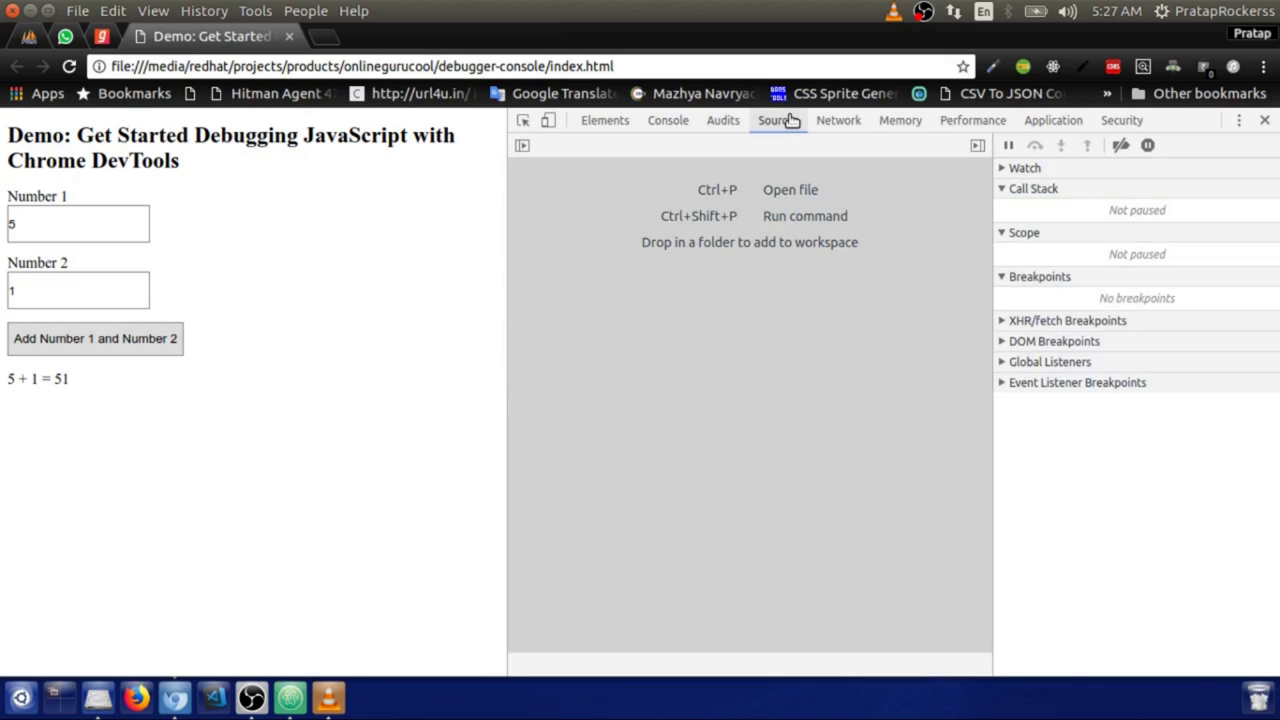 File Edit View History Tools People Help
En 5:27 AM PratapRockerss
Demo: Get Started
Pratap
file:///media/redhat/projects/products/onlinegurucool/debugger-console/index.html
CORS 0
Apps Bookmarks Hitman Agent 47 http://url4u.in/ Google Translat Mazhya Navryac CSS Sprite Gene CSV To JSON Co » Other bookmarks
Elements Console Audits Network Memory Performance Application Security
Demo: Get Started Debugging JavaScript with
Chrome DevTools
Number 1
5
Number 2
1
Add Number 1 and Number 2
5 + 1 = 51
Ctrl+P Open file
Ctrl+Shift+P Run command
Drop in a folder to add to workspace
Watch
Call Stack
Not paused
Scope
Not paused
Breakpoints
No breakpoints
XHR/fetch Breakpoints
DOM Breakpoints
Global Listeners
Event Listener Breakpoints